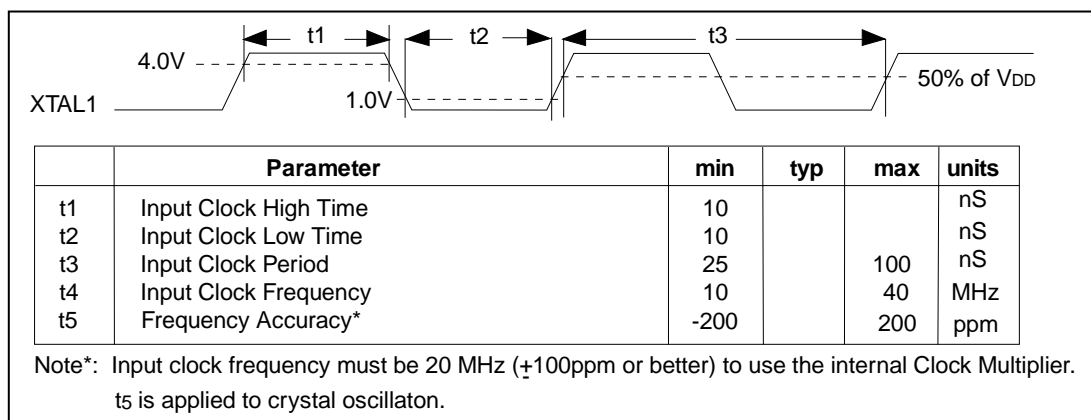 t1 t2 t3
4.0V
50% of VDD
1.0V
XTAL1
Parameter min typ max units
t1 Input Clock High Time 10 nS
t2 Input Clock Low Time 10 nS
t3 Input Clock Period 25 100 nS
t4 Input Clock Frequency 10 40 MHz
t5 Frequency Accuracy* -200 200 ppm
Note*: Input clock frequency must be 20 MHz (±100ppm or better) to use the internal Clock Multiplier.
t5 is applied to crystal oscillaton.